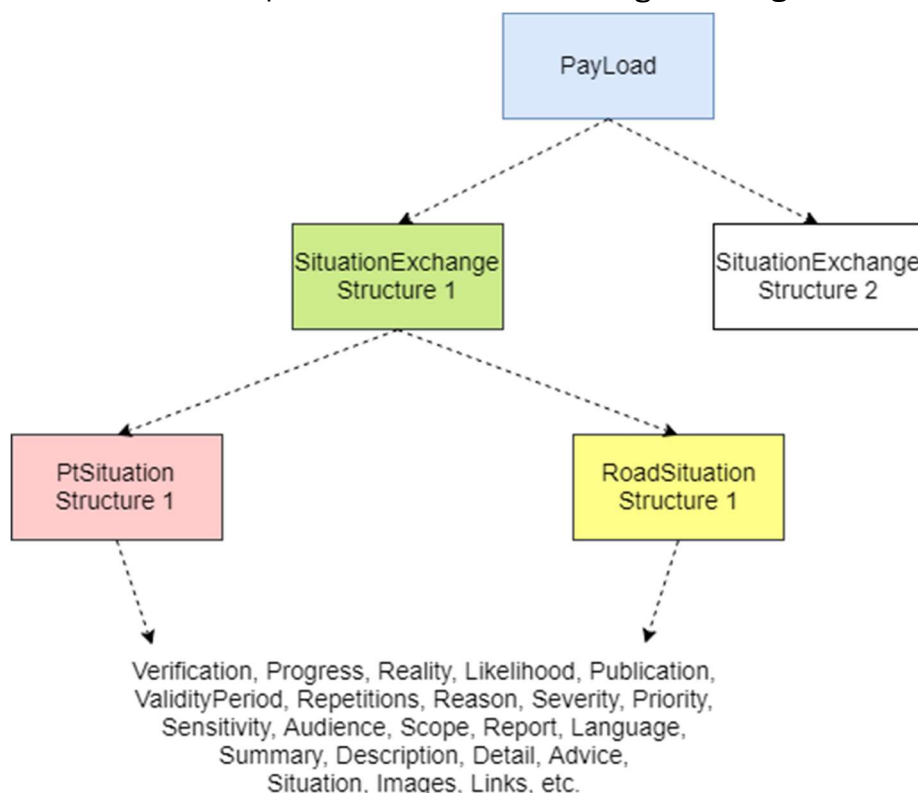 PayLoad
SituationExchange
Structure 1
SituationExchange
Structure 2
PtSituation
Structure 1
RoadSituation
Structure 1
Verification, Progress, Reality, Likelihood, Publication,
ValidityPeriod, Repetitions, Reason, Severity, Priority,
Sensitivity, Audience, Scope, Report, Language,
Summary, Description, Detail, Advice,
Situation, Images, Links, etc.